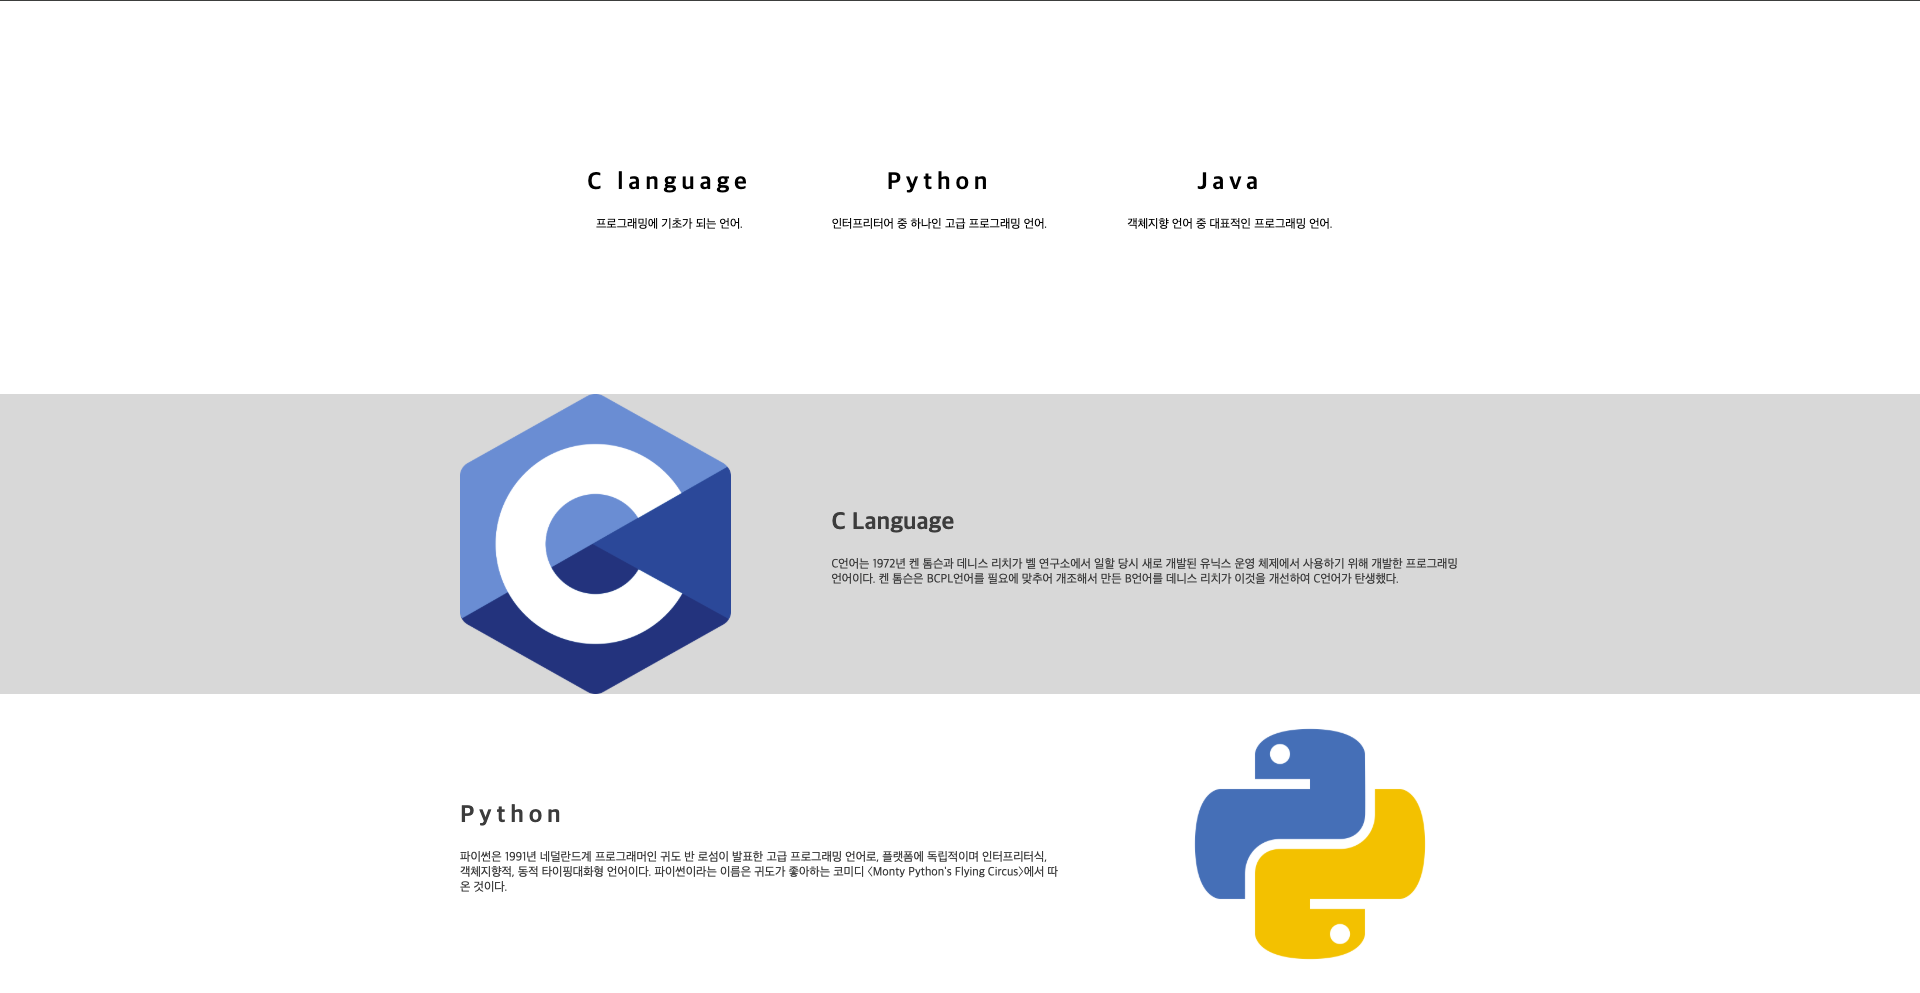 C language
Python
Java
프로그래밍에 기초가 되는 언어.
인터프리터어 중 하나인 고급 프로그래밍 언어.
객체지향 언어 중 대표적인 프로그래밍 언어.
C Language
C언어는 1972년 켄 톰슨과 데니스 리치가 벨 연구소에서 일할 당시 새로 개발된 유닉스 운영 체제에서 사용하기 위해 개발한 프로그래밍
언어이다. 켄 톰슨은 BCPL언어를 필요에 맞추어 개조해서 만든 B언어를 데니스 리치가 이것을 개선하여 C언어가 탄생했다.
Python
파이썬은 1991년 네덜란드계 프로그래머인 귀도 반 로섬이 발표한 고급 프로그래밍 언어로, 플랫폼에 독립적이며 인터프리터식,
객체지향적, 동적 타이핑대화형 언어이다. 파이썬이라는 이름은 귀도가 좋아하는 코미디 〈Monty Python's Flying Circus〉에서 따
온 것이다.